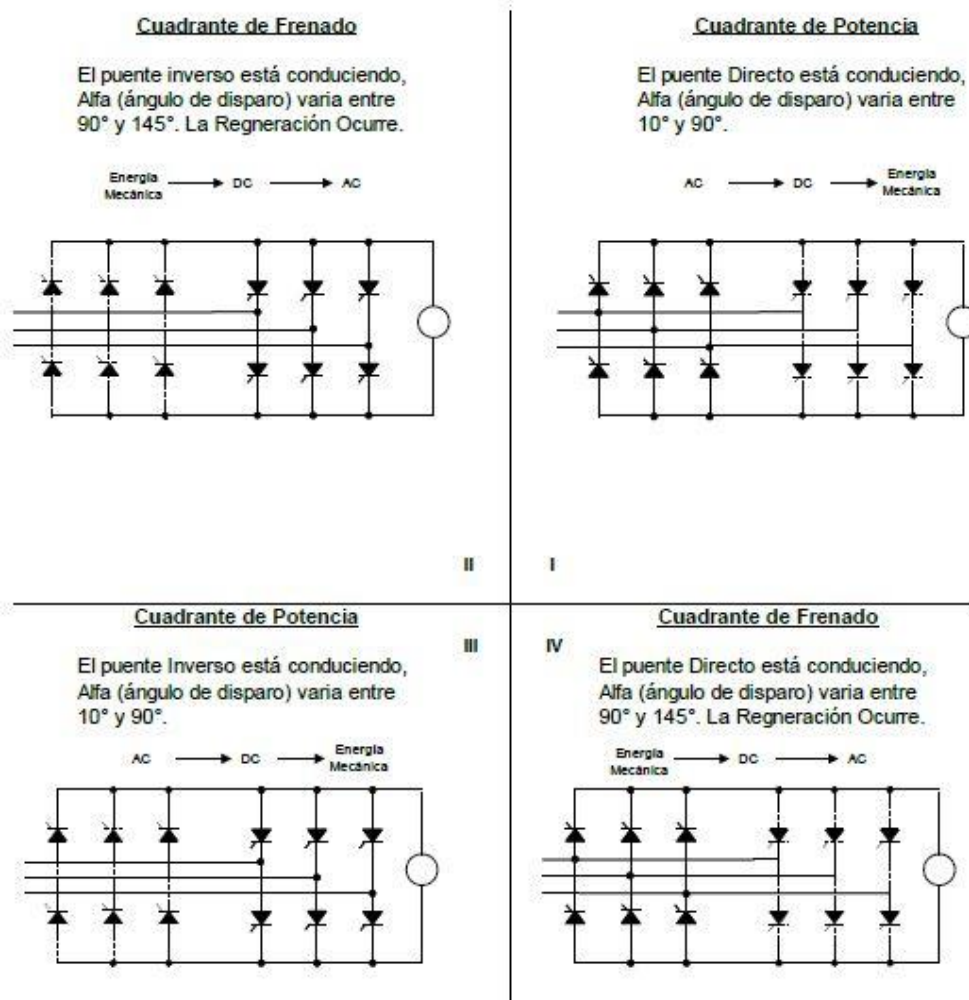 Cuadrante de Frenado
El puente inverso está conduciendo,
Alfa (ángulo de disparo) varia entre
90° y 145°. La Regneración Ocurre.
Energía
Mecánica
DC
AC
II
Cuadrante de Potencia
El puente Directo está conduciendo,
Alfa (ángulo de disparo) varia entre
10° y 90°.
AC
DC
Energía
Mecánica
I
Cuadrante de Potencia
III
El puente Inverso está conduciendo,
Alfa (ángulo de disparo) varia entre
10° y 90°.
AC
DC
Energía
Mecánica
Cuadrante de Frenado
IV
El puente Directo está conduciendo,
Alfa (ángulo de disparo) varia entre
90° y 145°. La Regneración Ocurre.
Energía
Mecánica
DC
AC